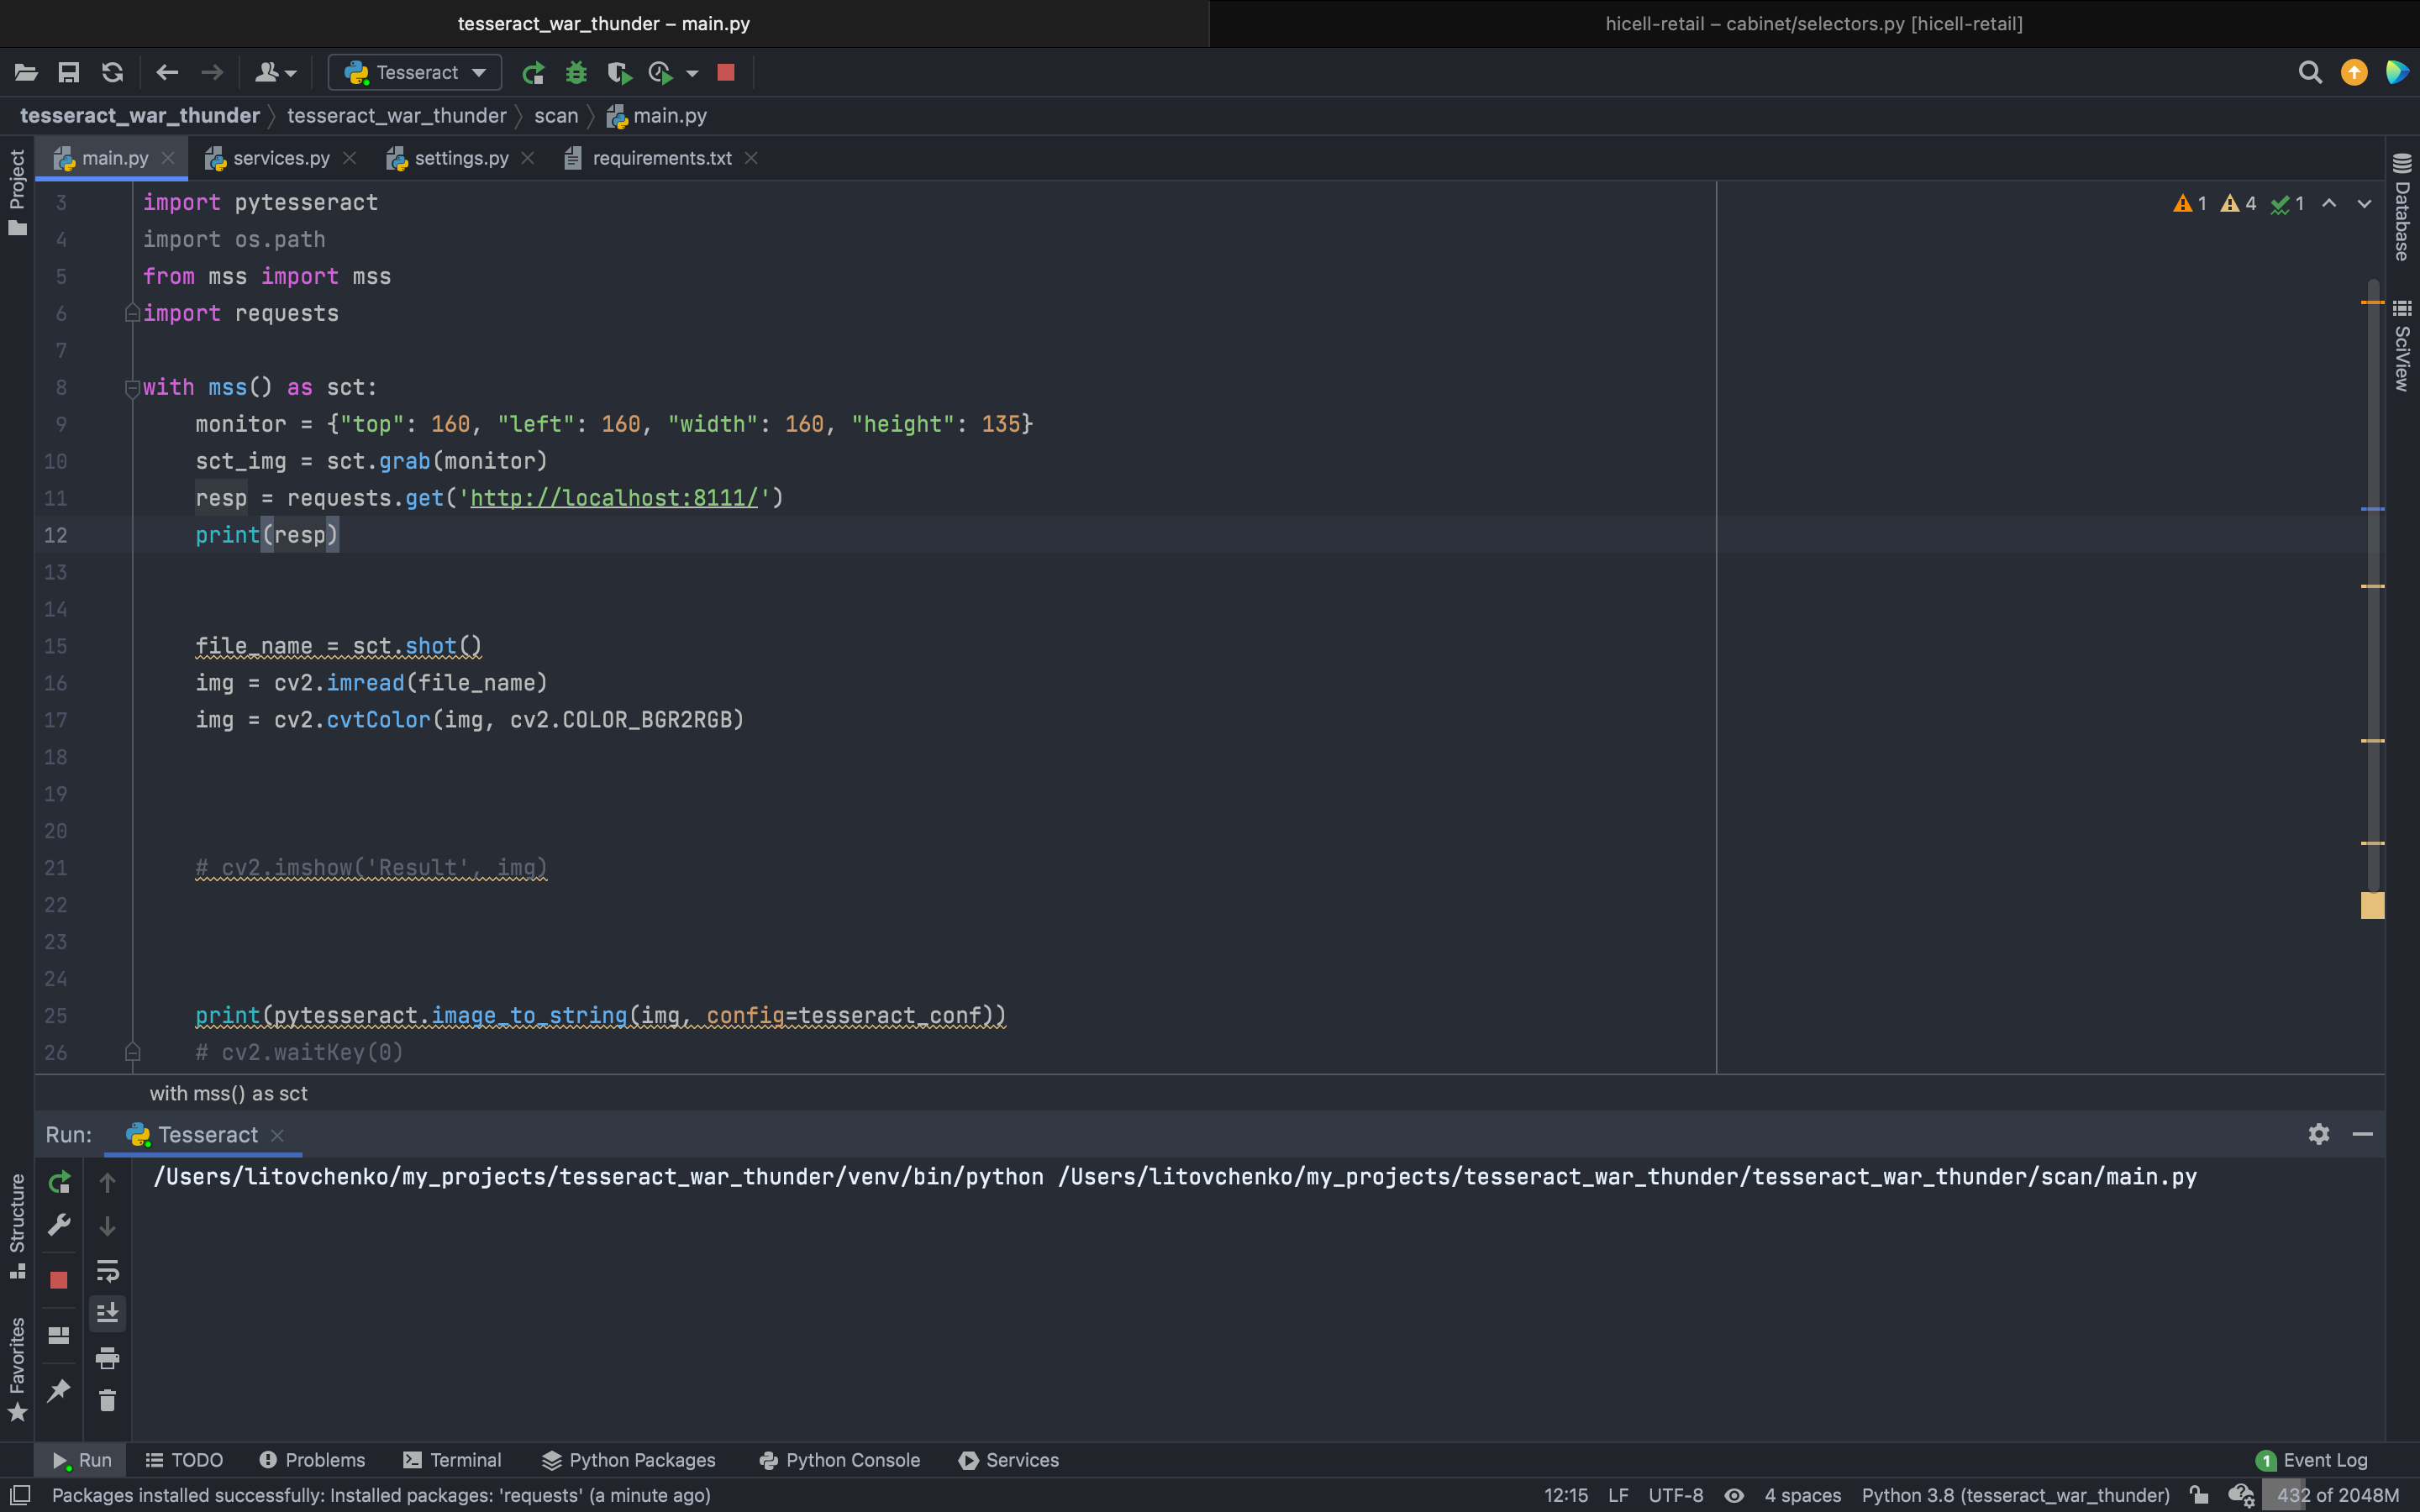 tesseract_war_thunder – main.py
hicell-retail – cabinet/selectors.py [hicell-retail]
Tesseract
tesseract_war_thunder
tesseract_war_thunder
scan
main.py
Project
main.py
services.py
settings.py
requirements.txt
Database
SciView
1
4
1
3 import pytesseract
4 import os.path
5 from mss import mss
6 import requests
7
8 with mss() as sct:
9 monitor = {"top": 160, "left": 160, "width": 160, "height": 135}
10 sct_img = sct.grab(monitor)
11 resp = requests.get('http://localhost:8111/')
12 print(resp)
13
14
15 file_name = sct.shot()
16 img = cv2.imread(file_name)
17 img = cv2.cvtColor(img, cv2.COLOR_BGR2RGB)
18
19
20
21 # cv2.imshow('Result', img)
22
23
24
25 print(pytesseract.image_to_string(img, config=tesseract_conf))
26 # cv2.waitKey(0)
with mss() as sct
Run:
Tesseract
/Users/litovchenko/my_projects/tesseract_war_thunder/venv/bin/python /Users/litovchenko/my_projects/tesseract_war_thunder/tesseract_war_thunder/scan/main.py
Structure
Favorites
Run
TODO
Problems
Terminal
Python Packages
Python Console
Services
1 Event Log
Packages installed successfully: Installed packages: 'requests' (a minute ago)
12:15
LF
UTF-8
4 spaces
Python 3.8 (tesseract_war_thunder)
432 of 2048M